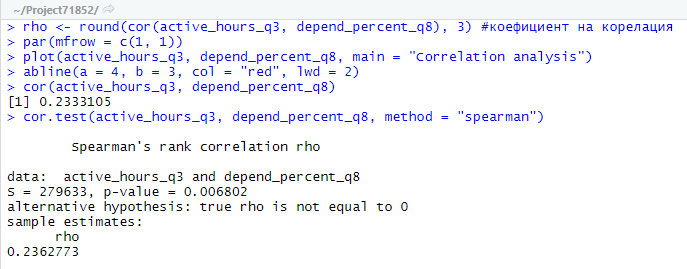 ~/Project71852/
> rho <- round(cor(active_hours_q3, depend_percent_q8), 3) #коефициент на корелация
> par(mfrow = c(1, 1))
> plot(active_hours_q3, depend_percent_q8, main = "Correlation analysis")
> abline(a = 4, b = 3, col = "red", lwd = 2)
> cor(active_hours_q3, depend_percent_q8)
[1] 0.2333105
> cor.test(active_hours_q3, depend_percent_q8, method = "spearman")
Spearman's rank correlation rho
data:  active_hours_q3 and depend_percent_q8
S = 279633, p-value = 0.006802
alternative hypothesis: true rho is not equal to 0
sample estimates:
rho
0.2362773